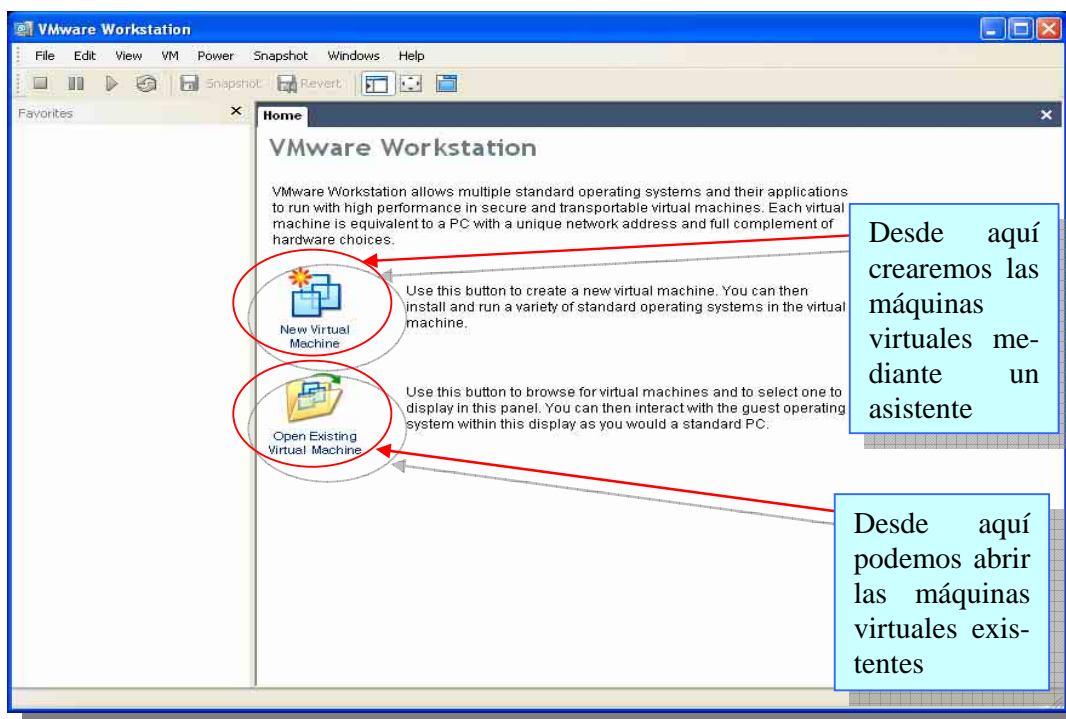 VMware Workstation
File Edit View VM Power Snapshot Windows Help
Snapshot Revert
Favorites
Home
VMware Workstation
VMware Workstation allows multiple standard operating systems and their applications
to run with high performance in secure and transportable virtual machines. Each virtual
machine is equivalent to a PC with a unique network address and full complement of
hardware choices.
New Virtual
Machine
Use this button to create a new virtual machine. You can then
install and run a variety of standard operating systems in the virtual
machine.
Open Existing
Virtual Machine
Use this button to browse for virtual machines and to select one to
display in this panel. You can then interact with the guest operating
system within this display as you would a standard PC.
Desde aquí
crearemos las
máquinas
virtuales me-
diante un
asistente
Desde aquí
podemos abrir
las máquinas
virtuales exis-
tentes